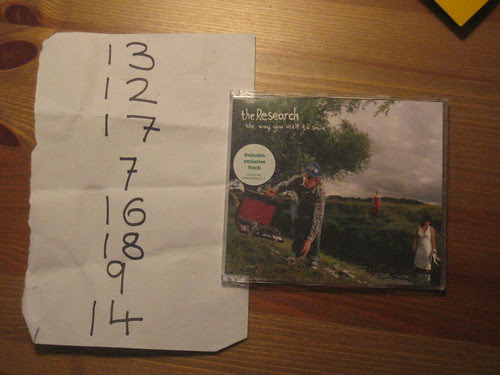 13
12
17
7
16
18
9
14
the Research
the way you used to smile
Includes
exclusive
track